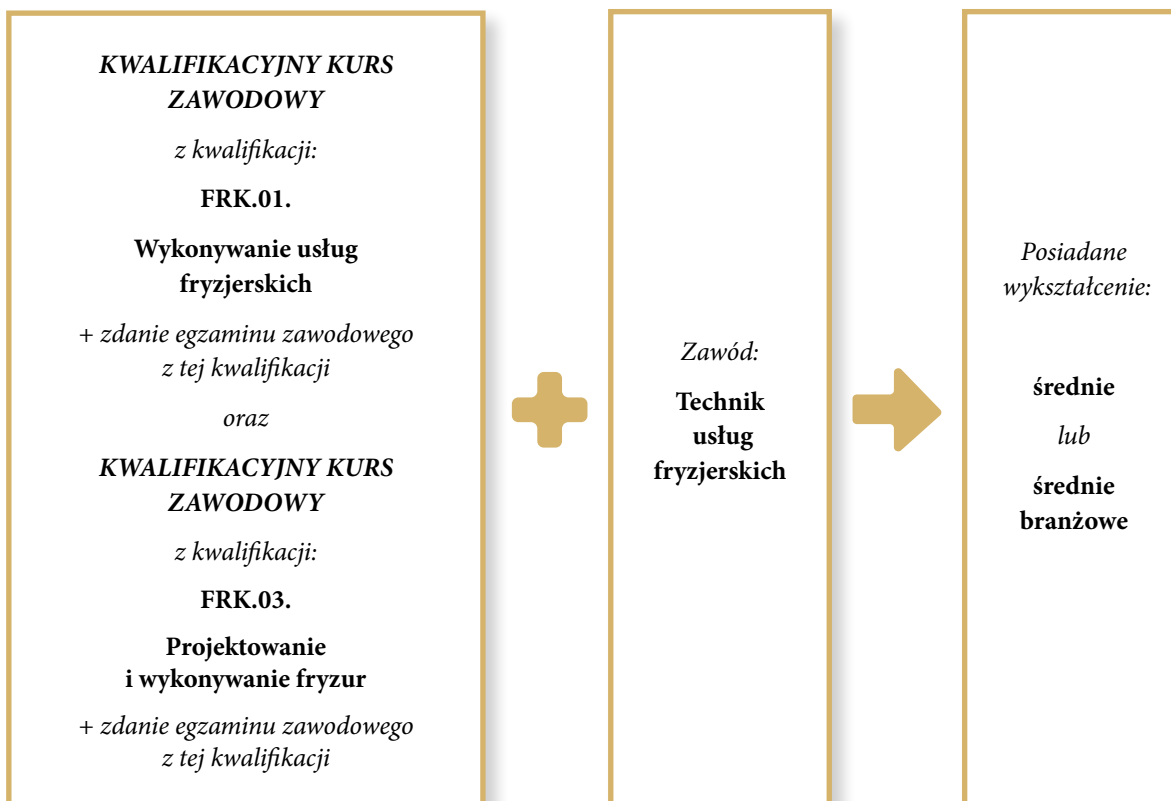 KWALIFIKACYJNY KURS
ZAWODOWY
z kwalifikacji:
FRK.01.
Wykonywanie usług
fryzjerskich
+ zdanie egzaminu zawodowego
z tej kwalifikacji
oraz
KWALIFIKACYJNY KURS
ZAWODOWY
z kwalifikacji:
FRK.03.
Projektowanie
i wykonywanie fryzur
+ zdanie egzaminu zawodowego
z tej kwalifikacji
Zawód:
Technik
usług
fryzjerskich
Posiadane
wykształcenie:
średnie
lub
średnie
branżowe